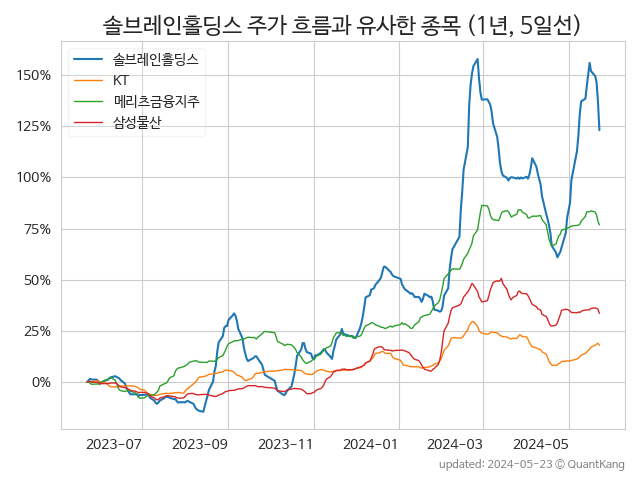 솔브레인홀딩스 주가 흐름과 유사한 종목 (1년, 5일선)
솔브레인홀딩스
KT
메리츠금융지주
삼성물산
150%
125%
100%
75%
50%
25%
0%
2023-07 2023-09 2023-11 2024-01 2024-03 2024-05
updated: 2024-05-23 © QuantKang